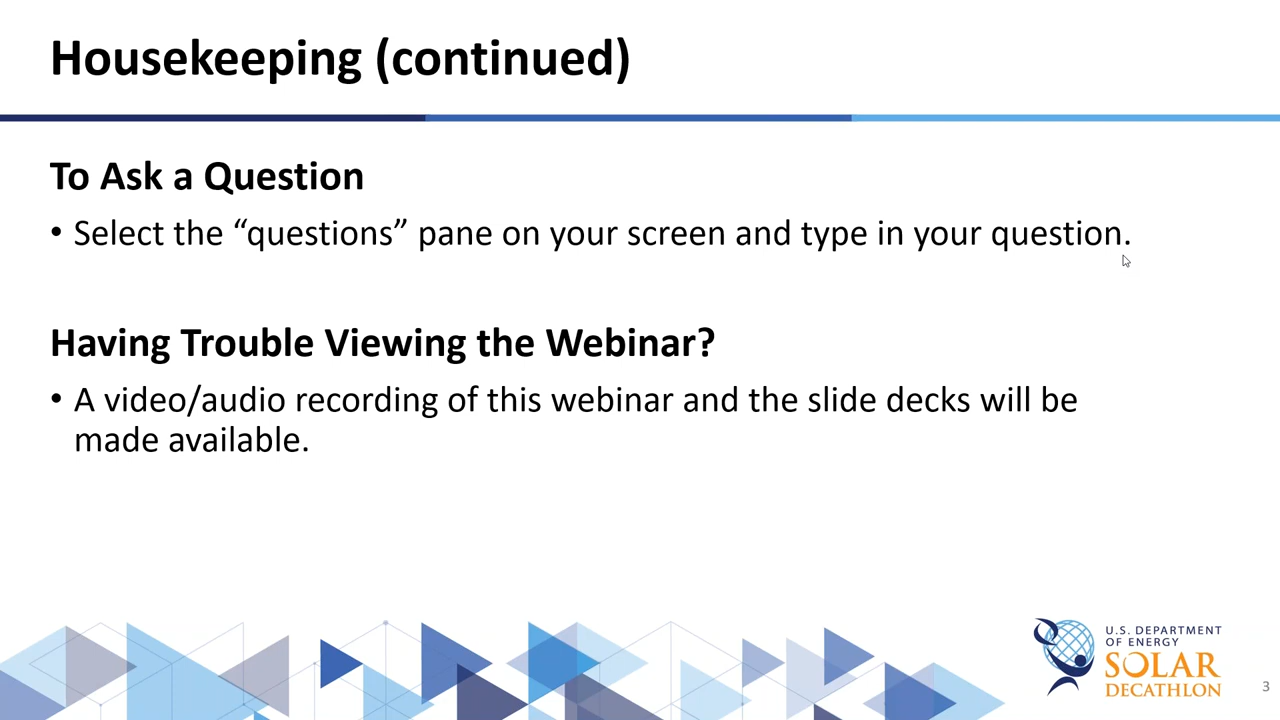 Housekeeping (continued)
To Ask a Question
• Select the “questions” pane on your screen and type in your question.
Having Trouble Viewing the Webinar?
• A video/audio recording of this webinar and the slide decks will be
made available.
U.S. DEPARTMENT
OF ENERGY
SOLAR
DECATHLON
3